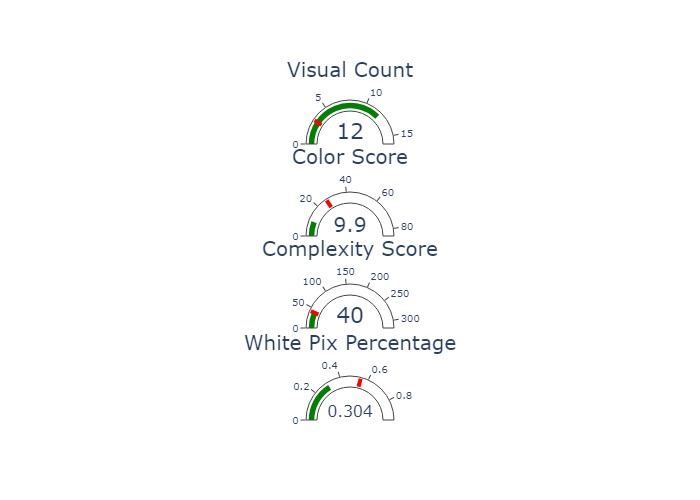 Visual Count
0 5 10 15
12
Color Score
0 20 40 60 80
9.9
Complexity Score
0 50 100 150 200 250 300
40
White Pix Percentage
0 0.2 0.4 0.6 0.8
0.304